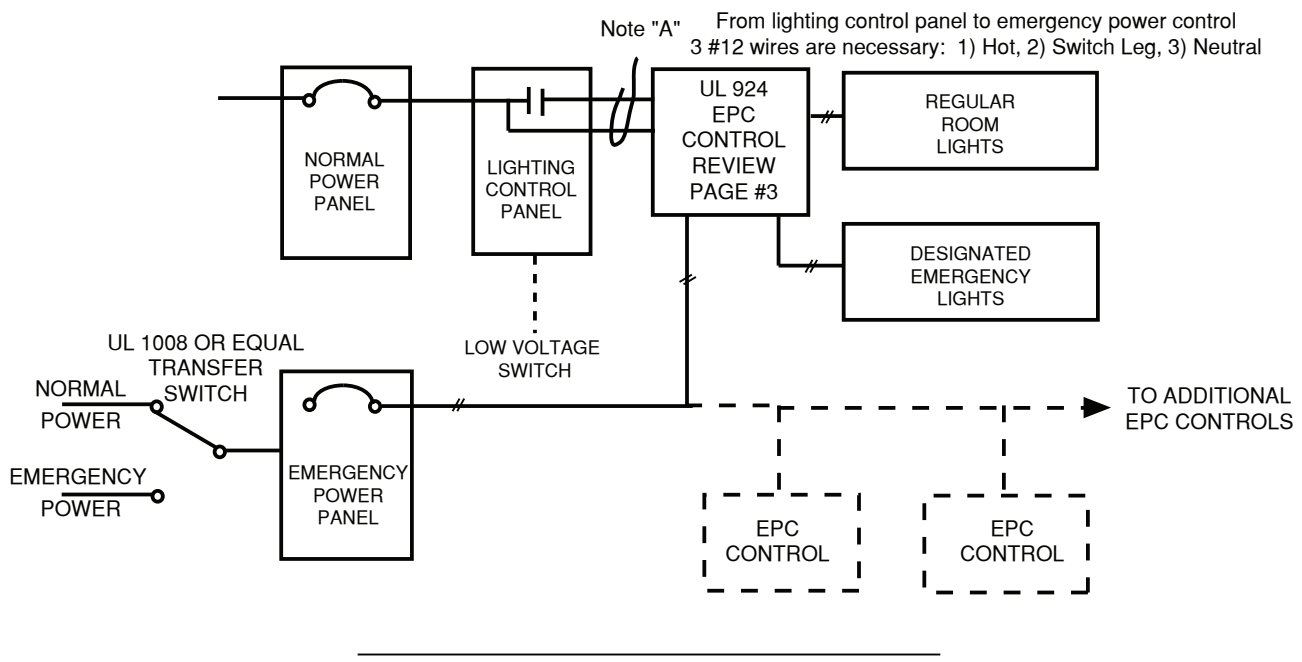 Note "A"
From lighting control panel to emergency power control
3 #12 wires are necessary:  1) Hot, 2) Switch Leg, 3) Neutral
NORMAL
POWER
PANEL
LIGHTING
CONTROL
PANEL
UL 924
EPC
CONTROL
REVIEW
PAGE #3
REGULAR
ROOM
LIGHTS
DESIGNATED
EMERGENCY
LIGHTS
LOW VOLTAGE
SWITCH
UL 1008 OR EQUAL
TRANSFER
SWITCH
NORMAL
POWER
EMERGENCY
POWER
EMERGENCY
POWER
PANEL
TO ADDITIONAL
EPC CONTROLS
EPC
CONTROL
EPC
CONTROL